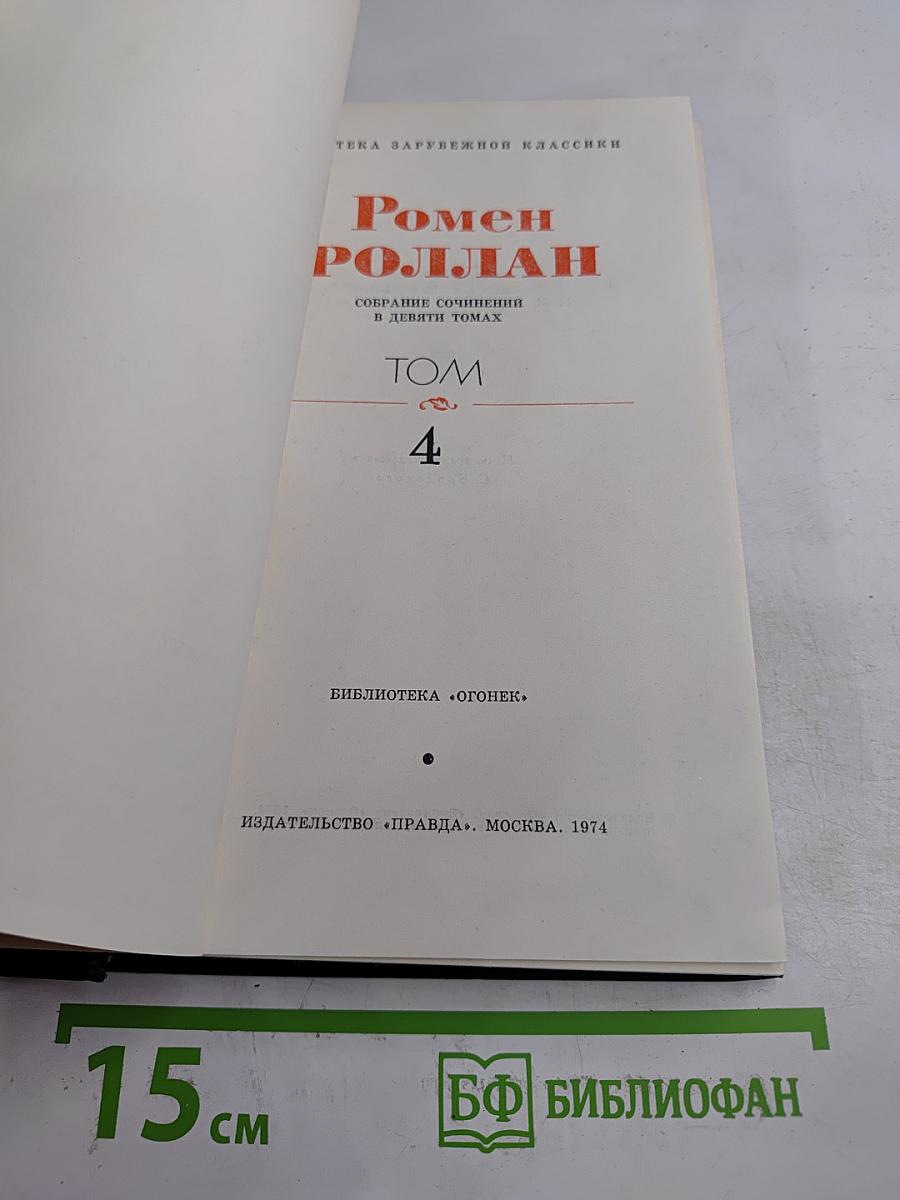 ТЕКА ЗАРУБЕЖНОЙ КЛАССИКИ
Ромен
РОЛЛАН
СОБРАНИЕ СОЧИНЕНИЙ
В ДЕВЯТИ ТОМАХ
ТОМ
4
БИБЛИОТЕКА «ОГОНЕК»
ИЗДАТЕЛЬСТВО «ПРАВДА». МОСКВА. 1974
15 см
БФ БИБЛИОФАН